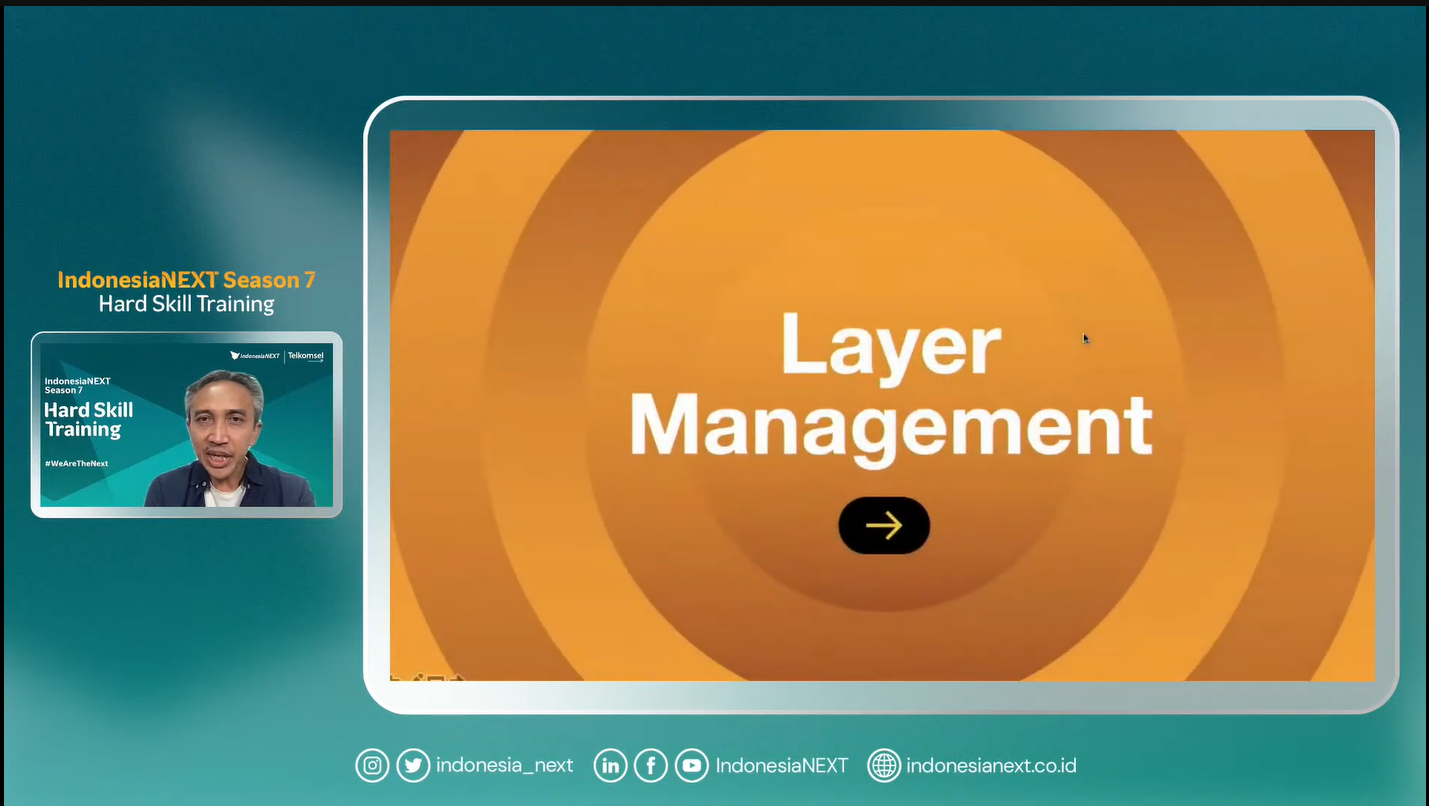 IndonesiaNEXT Season 7
Hard Skill Training
IndonesiaNEXT
Telkomsel
IndonesiaNEXT
Season 7
Hard Skill
Training
#WeAreTheNext
Layer
Management
indonesia_next
IndonesiaNEXT
indonesianext.co.id